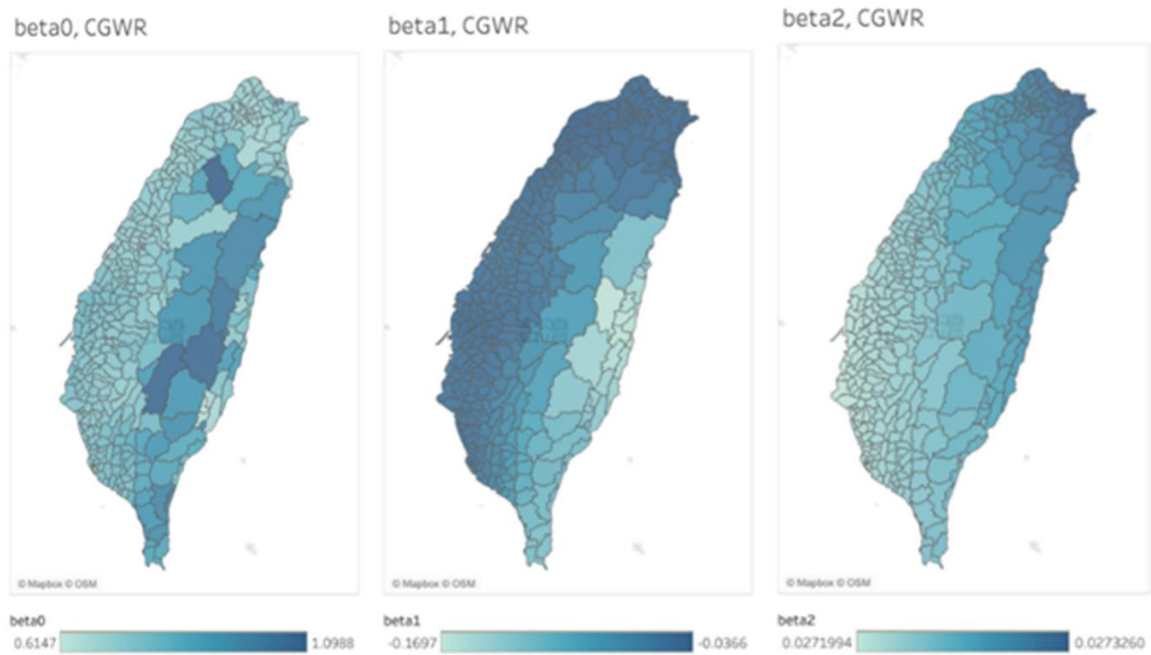 beta0, CGWR
beta1, CGWR
beta2, CGWR
© Mapbox © OSM
© Mapbox © OSM
© Mapbox © OSM
beta0
0.6147 1.0988
beta1
-0.1697 -0.0366
beta2
0.0271994 0.0273260